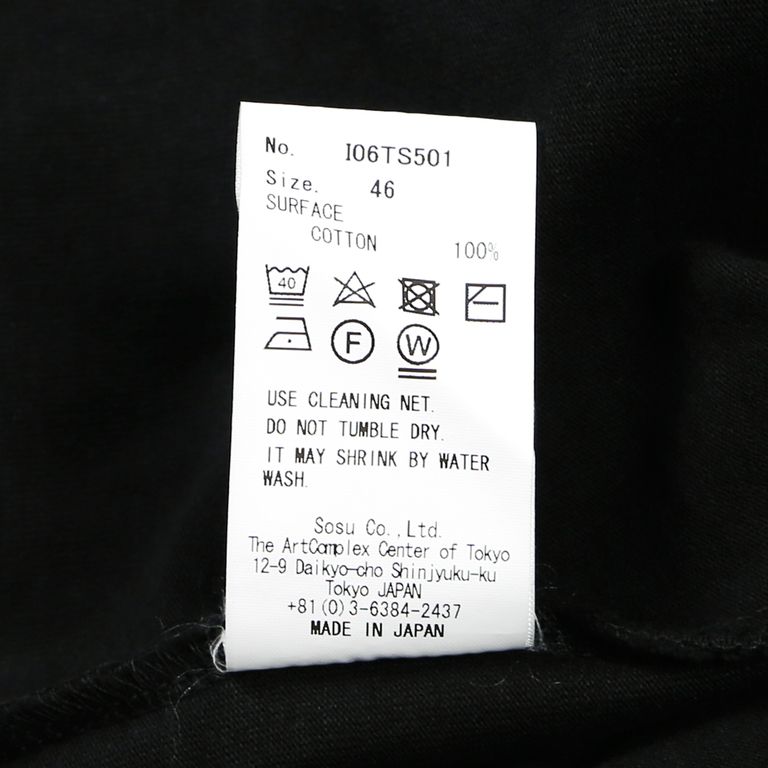 No. I06TS501
Size. 46
SURFACE
COTTON 100%
40
F W
USE CLEANING NET.
DO NOT TUMBLE DRY.
IT MAY SHRINK BY WATER
WASH.
Sosu Co.,Ltd.
The ArtComplex Center of Tokyo
12-9 Daikyo-cho Shinjyuku-ku
Tokyo JAPAN
+81(0)3-6384-2437
MADE IN JAPAN